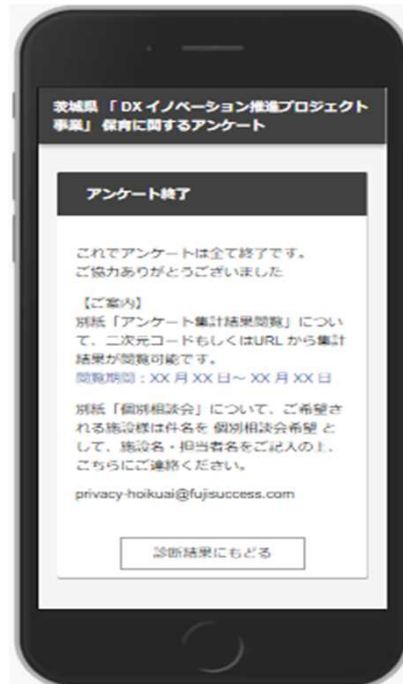 茨城県 「 DX イノベーション推進プロジェクト
事業」 保育に関するアンケート
アンケート終了
これでアンケートは全て終了です。
ご協力ありがとうございました
【ご案内】
別紙「アンケート集計結果閲覧」につい
て、二次元コードもしくはURL から集計
結果が閲覧可能です。
閲覧期間：XX 月 XX 日～ XX 月 XX 日
別紙「個別相談会」について、ご希望さ
れる施設様は件名を 個別相談会希望 と
して、施設名・担当者名をご記入の上、
こちらにご連絡ください。
privacy-hoikuai@fujisuccess.com
診断結果にもどる